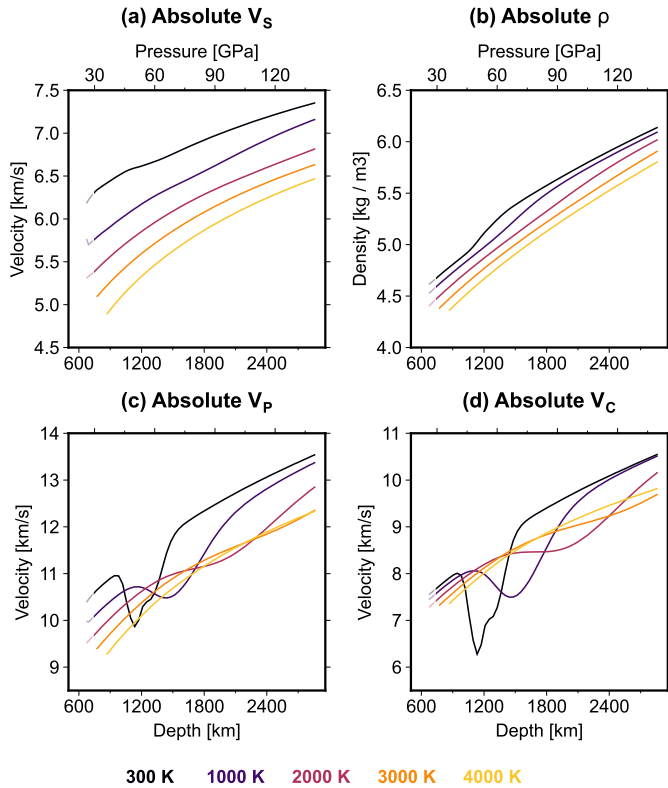 (a) Absolute V_S
(b) Absolute ρ
Pressure [GPa]
Pressure [GPa]
30 60 90 120
30 60 90 120
7.5
7.0
6.5
6.0
5.5
5.0
4.5
Velocity [km/s]
600 1200 1800 2400
6.5
6.0
5.5
5.0
4.5
4.0
Density [kg / m3]
600 1200 1800 2400
(c) Absolute V_P
(d) Absolute V_C
14
13
12
11
10
9
Velocity [km/s]
600 1200 1800 2400
Depth [km]
11
10
9
8
7
6
Velocity [km/s]
600 1200 1800 2400
Depth [km]
300 K 1000 K 2000 K 3000 K 4000 K